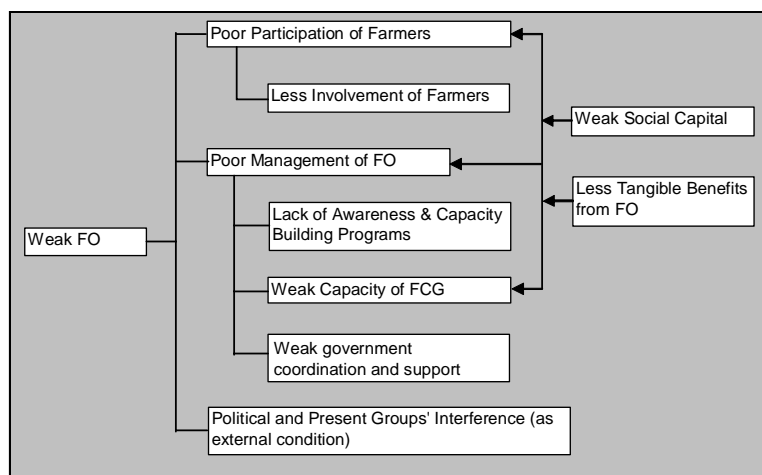 Poor Participation of Farmers
Less Involvement of Farmers
Weak Social Capital
Poor Management of FO
Less Tangible Benefits
from FO
Lack of Awareness & Capacity
Building Programs
Weak FO
Weak Capacity of FCG
Weak government
coordination and support
Political and Present Groups' Interference (as
external condition)